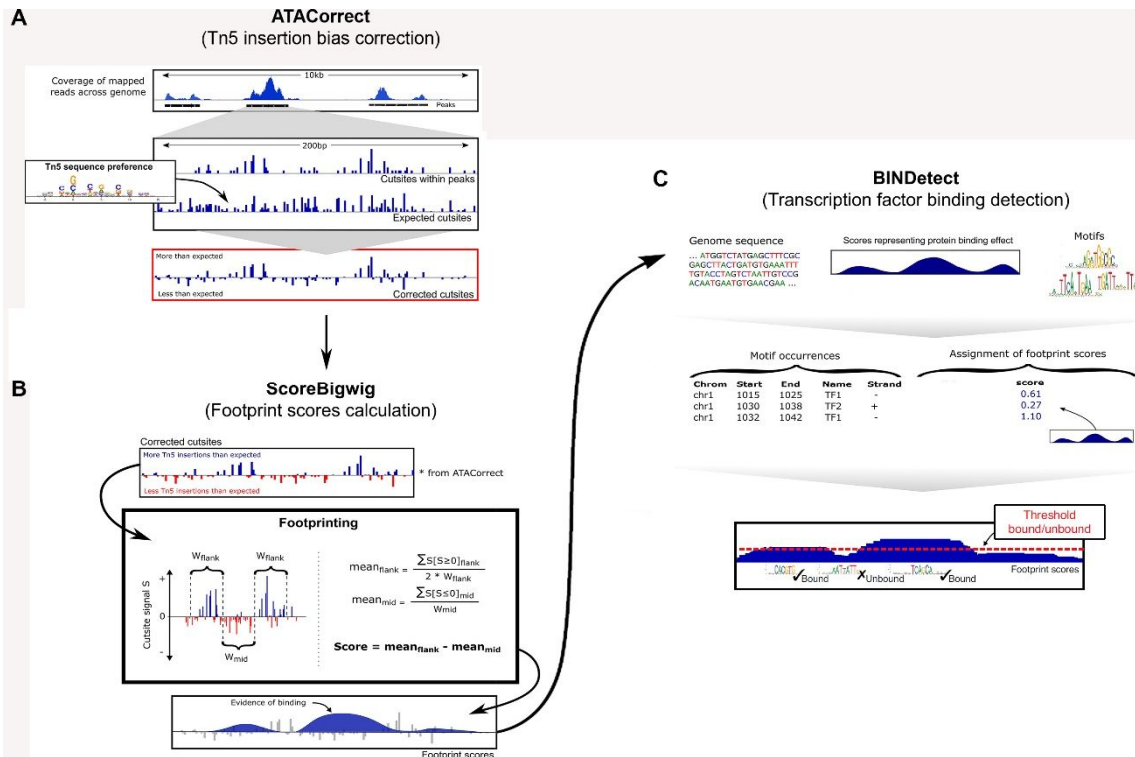 A
ATACorrect
(Tn5 insertion bias correction)
Coverage of mapped
reads across genome
10kb
Peaks
200bp
Tn5 sequence preference
Cutsites within peaks
Expected cutsites
More than expected
Less than expected
Corrected cutsites
B
ScoreBigwig
(Footprint scores calculation)
Corrected cutsites
More Tn5 insertions than expected
Less Tn5 insertions than expected
* from ATACorrect
Footprinting
Wflank
Wflank
+
Cutsite signal S
-
Wmid
meanflank = ∑S[S≥0]flank
2 * Wflank
meanmid = ∑S[S≤0]mid
Wmid
Score = meanflank - meanmid
Evidence of binding
Footprint scores
C
BINDetect
(Transcription factor binding detection)
Genome sequence
... ATGGTCTATGAGCTTTCGC
GAGCTTACTGATGTGAAATTT
TGTACCTAGTCTAATTGTCCG
ACAATGAATGTGAACGAA ...
Scores representing protein binding effect
Motifs
Motif occurrences
Assignment of footprint scores
Chrom Start End Name Strand score
chr1 1015 1025 TF1 - 0.61
chr1 1030 1038 TF2 + 0.27
chr1 1032 1042 TF1 - 1.10
Threshold
bound/unbound
Footprint scores
✓Bound
✗Unbound
✓Bound